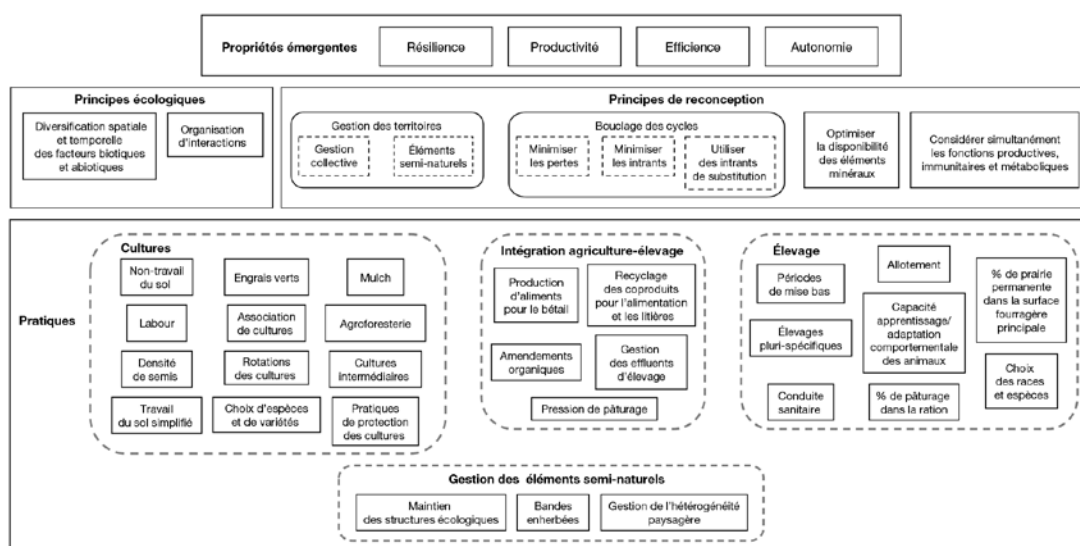 Propriétés émergentes
Résilience
Productivité
Efficience
Autonomie
Principes écologiques
Diversification spatiale
et temporelle
des facteurs biotiques
et abiotiques
Organisation
d'interactions
Principes de reconception
Gestion des territoires
Gestion
collective
Éléments
semi-naturels
Bouclage des cycles
Minimiser
les pertes
Minimiser
les intrants
Utiliser
des intrants
de substitution
Optimiser
la disponibilité
des éléments
minéraux
Considérer simultanément
les fonctions productives,
immunitaires et métaboliques
Pratiques
Cultures
Non-travail
du sol
Engrais verts
Mulch
Labour
Association
de cultures
Agroforesterie
Densité
de semis
Rotations
des cultures
Cultures
intermédiaires
Travail
du sol simplifié
Choix d'espèces
et de variétés
Pratiques
de protection
des cultures
Intégration agriculture-élevage
Production
d'aliments
pour le bétail
Recyclage
des coproduits
pour l'alimentation
et les litières
Amendements
organiques
Gestion
des effluents
d'élevage
Pression de pâturage
Élevage
Périodes
de mise bas
Allotement
% de prairie
permanente
dans la surface
fourragère
principale
Élevages
pluri-spécifiques
Capacité
apprentissage/
adaptation
comportementale
des animaux
Choix
des races
et espèces
Conduite
sanitaire
% de pâturage
dans la ration
Gestion des éléments semi-naturels
Maintien
des structures écologiques
Bandes
enherbées
Gestion de l'hétérogénéité
paysagère